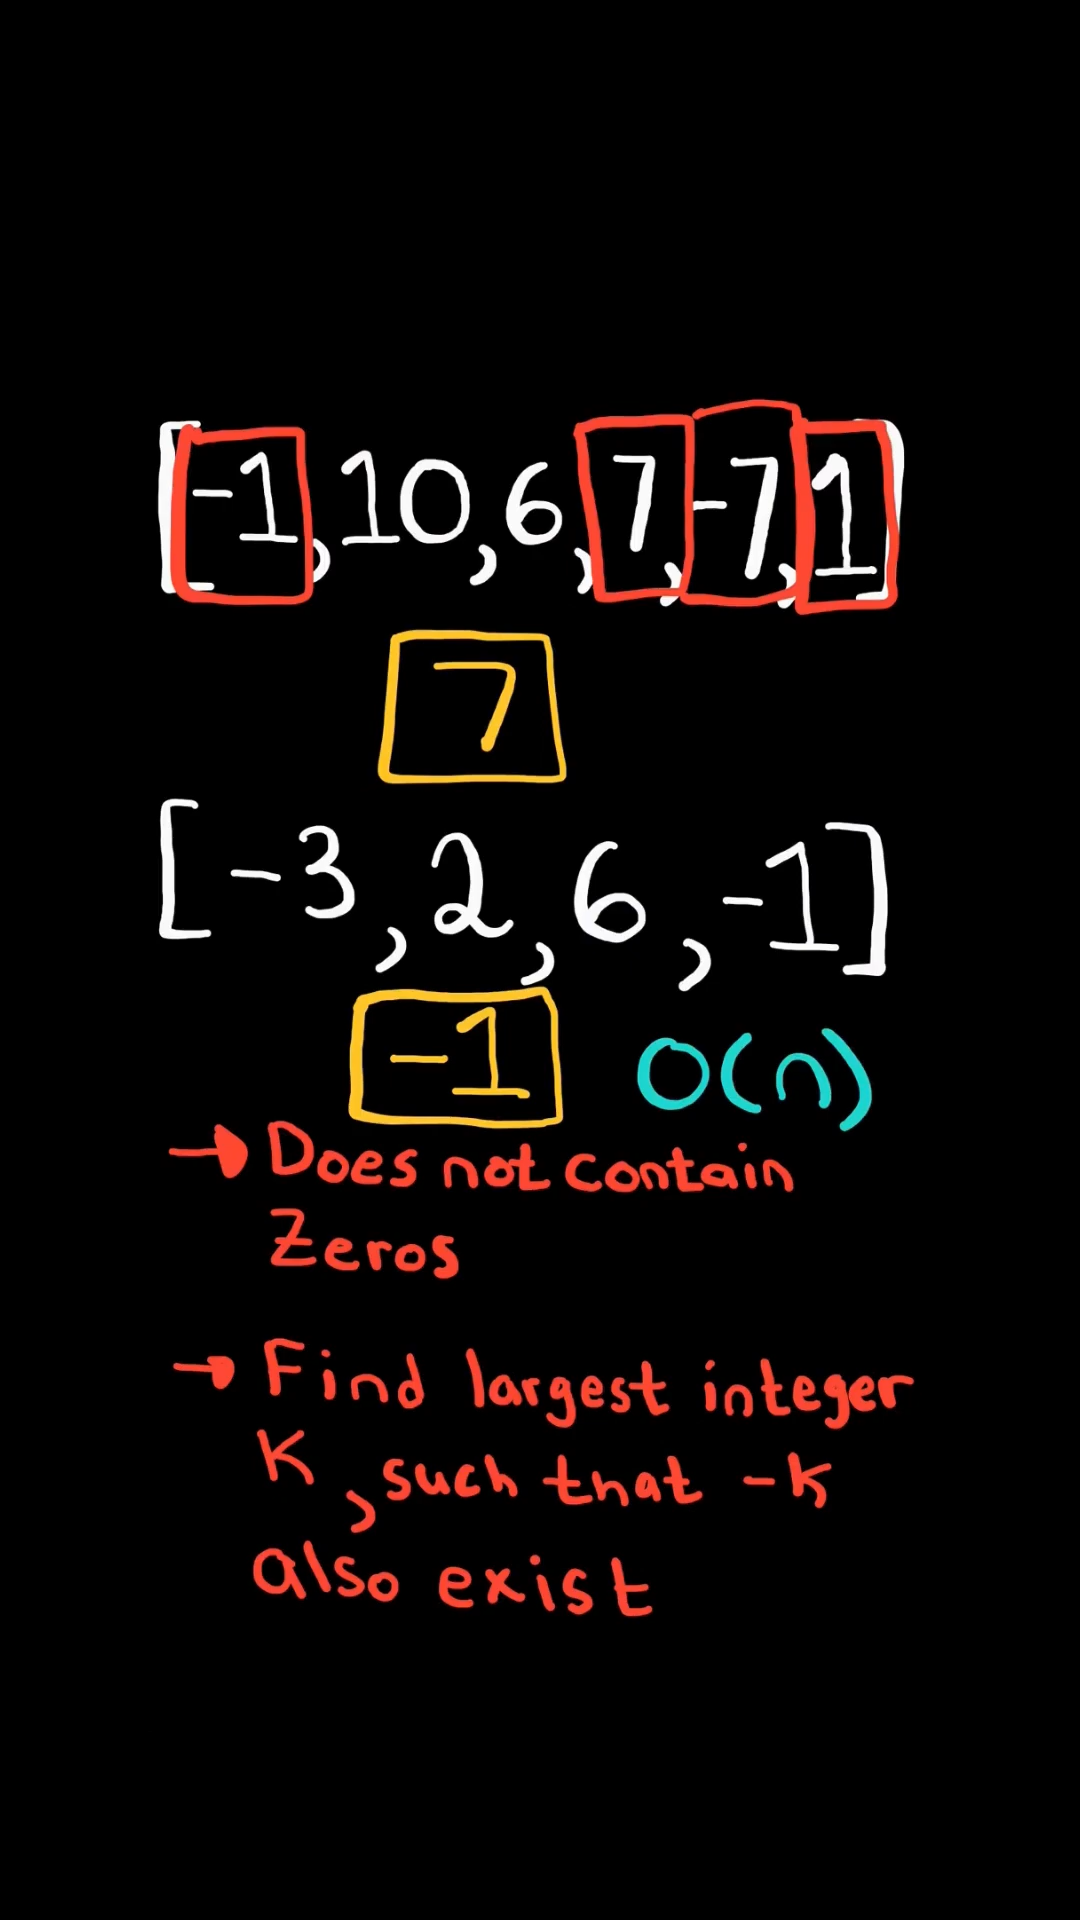 [-1,10,6,7,-7,1]
7
[-3,2,6,-1]
-1 O(n)
→ Does not contain
Zeros
→ Find largest integer
K, such that -k
also exist